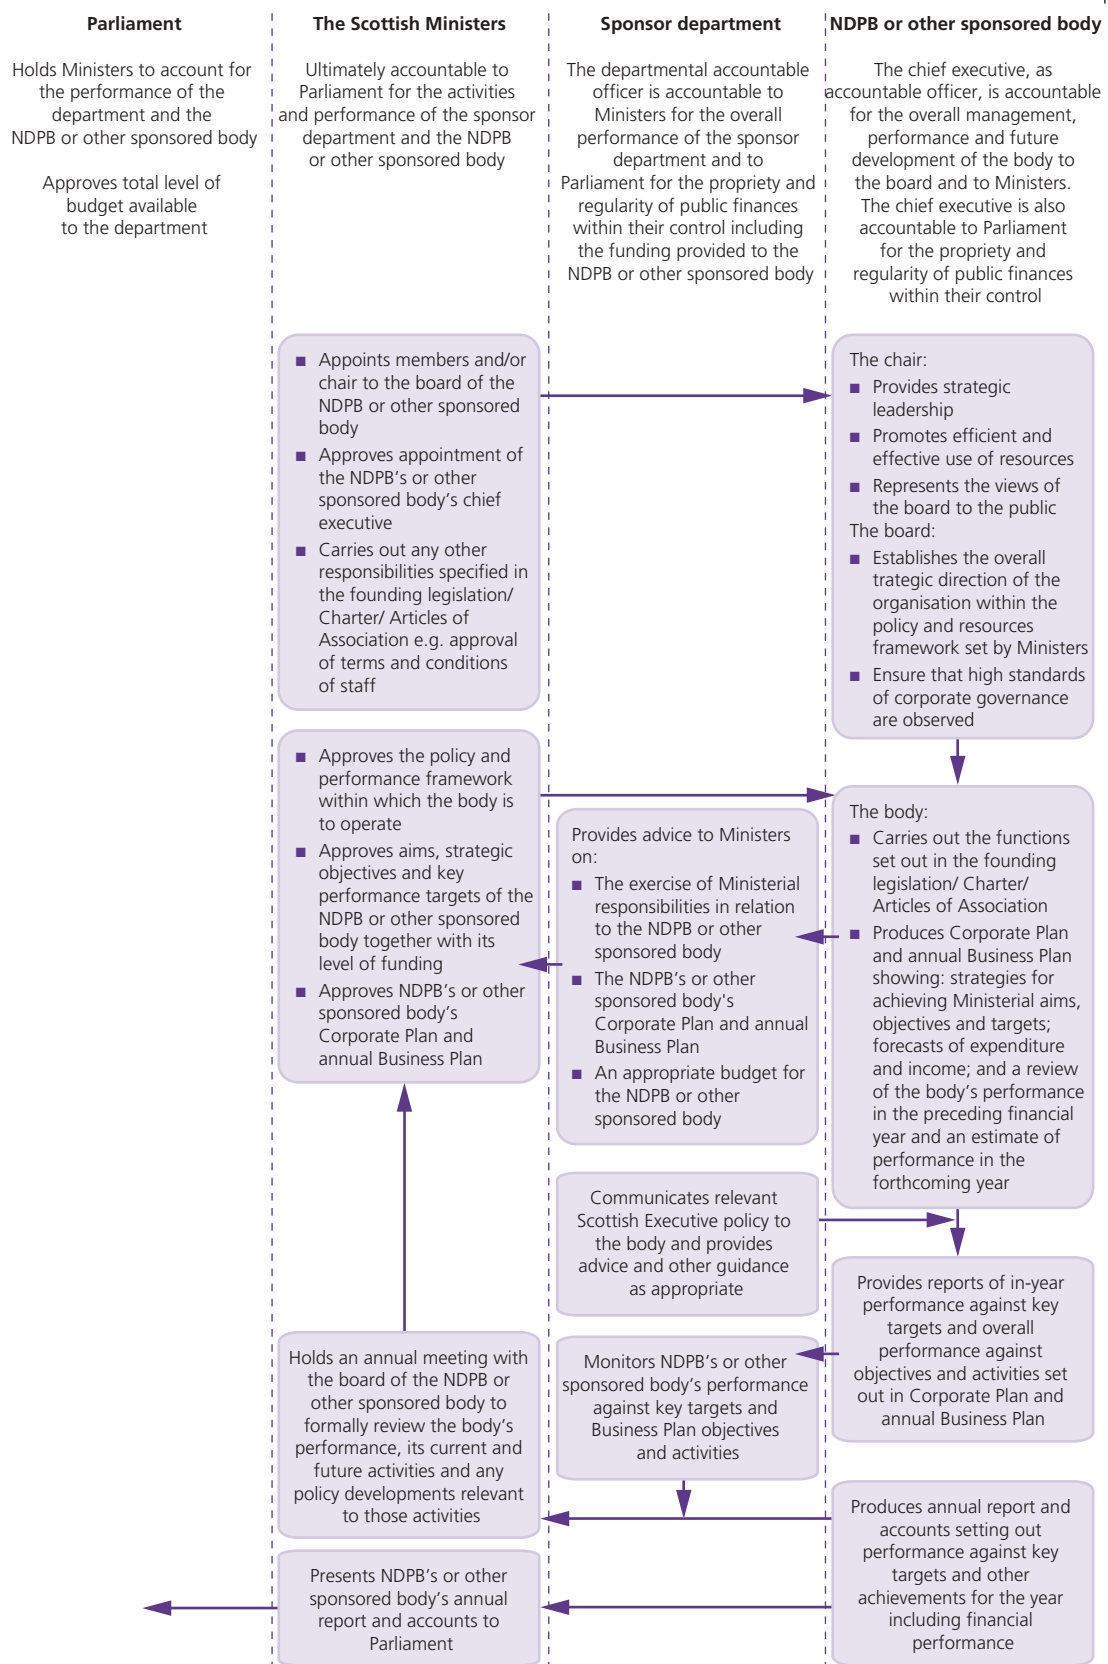 Parliament
Holds Ministers to account for
the performance of the
department and the
NDPB or other sponsored body
Approves total level of
budget available
to the department
The Scottish Ministers
Ultimately accountable to
Parliament for the activities
and performance of the sponsor
department and the NDPB
or other sponsored body
Sponsor department
The departmental accountable
officer is accountable to
Ministers for the overall
performance of the sponsor
department and to
Parliament for the propriety and
regularity of public finances
within their control including
the funding provided to the
NDPB or other sponsored body
NDPB or other sponsored body
The chief executive, as
accountable officer, is accountable
for the overall management,
performance and future
development of the body to
the board and to Ministers.
The chief executive is also
accountable to Parliament
for the propriety and
regularity of public finances
within their control
■ Appoints members and/or
chair to the board of the
NDPB or other sponsored
body
■ Approves appointment of
the NDPB's or other
sponsored body's chief
executive
■ Carries out any other
responsibilities specified in
the founding legislation/
Charter/ Articles of
Association e.g. approval
of terms and conditions
of staff
The chair:
■ Provides strategic
leadership
■ Promotes efficient and
effective use of resources
■ Represents the views of
the board to the public
The board:
■ Establishes the overall
trategic direction of the
organisation within the
policy and resources
framework set by Ministers
■ Ensure that high standards
of corporate governance
are observed
■ Approves the policy and
performance framework
within which the body is
to operate
■ Approves aims, strategic
objectives and key
performance targets of the
NDPB or other sponsored
body together with its
level of funding
■ Approves NDPB's or other
sponsored body's
Corporate Plan and
annual Business Plan
Provides advice to Ministers
on:
■ The exercise of Ministerial
responsibilities in relation
to the NDPB or other
sponsored body
■ The NDPB's or other
sponsored body's
Corporate Plan and annual
Business Plan
■ An appropriate budget for
the NDPB or other
sponsored body
The body:
■ Carries out the functions
set out in the founding
legislation/ Charter/
Articles of Association
■ Produces Corporate Plan
and annual Business Plan
showing: strategies for
achieving Ministerial aims,
objectives and targets;
forecasts of expenditure
and income; and a review
of the body's performance
in the preceding financial
year and an estimate of
performance in the
forthcoming year
Communicates relevant
Scottish Executive policy to
the body and provides
advice and other guidance
as appropriate
Provides reports of in-year
performance against key
targets and overall
performance against
objectives and activities set
out in Corporate Plan and
annual Business Plan
Holds an annual meeting with
the board of the NDPB or
other sponsored body to
formally review the body's
performance, its current and
future activities and any
policy developments relevant
to those activities
Monitors NDPB's or other
sponsored body's performance
against key targets and
Business Plan objectives
and activities
Produces annual report and
accounts setting out
performance against key
targets and other
achievements for the year
including financial
performance
Presents NDPB's or other
sponsored body's annual
report and accounts to
Parliament